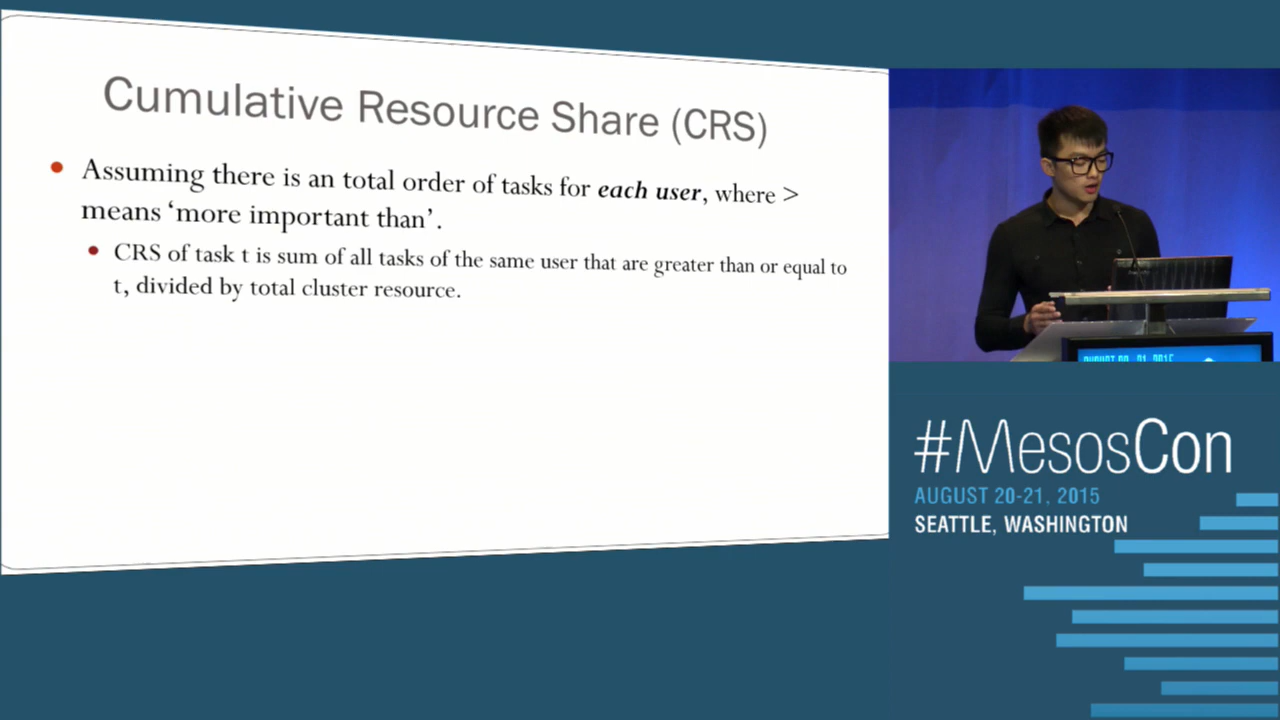 Cumulative Resource Share (CRS)
Assuming there is an total order of tasks for each user, where >
means ‘more important than’.
CRS of task t is sum of all tasks of the same user that are greater than or equal to
t, divided by total cluster resource.
#MesosCon
AUGUST 20-21, 2015
SEATTLE, WASHINGTON